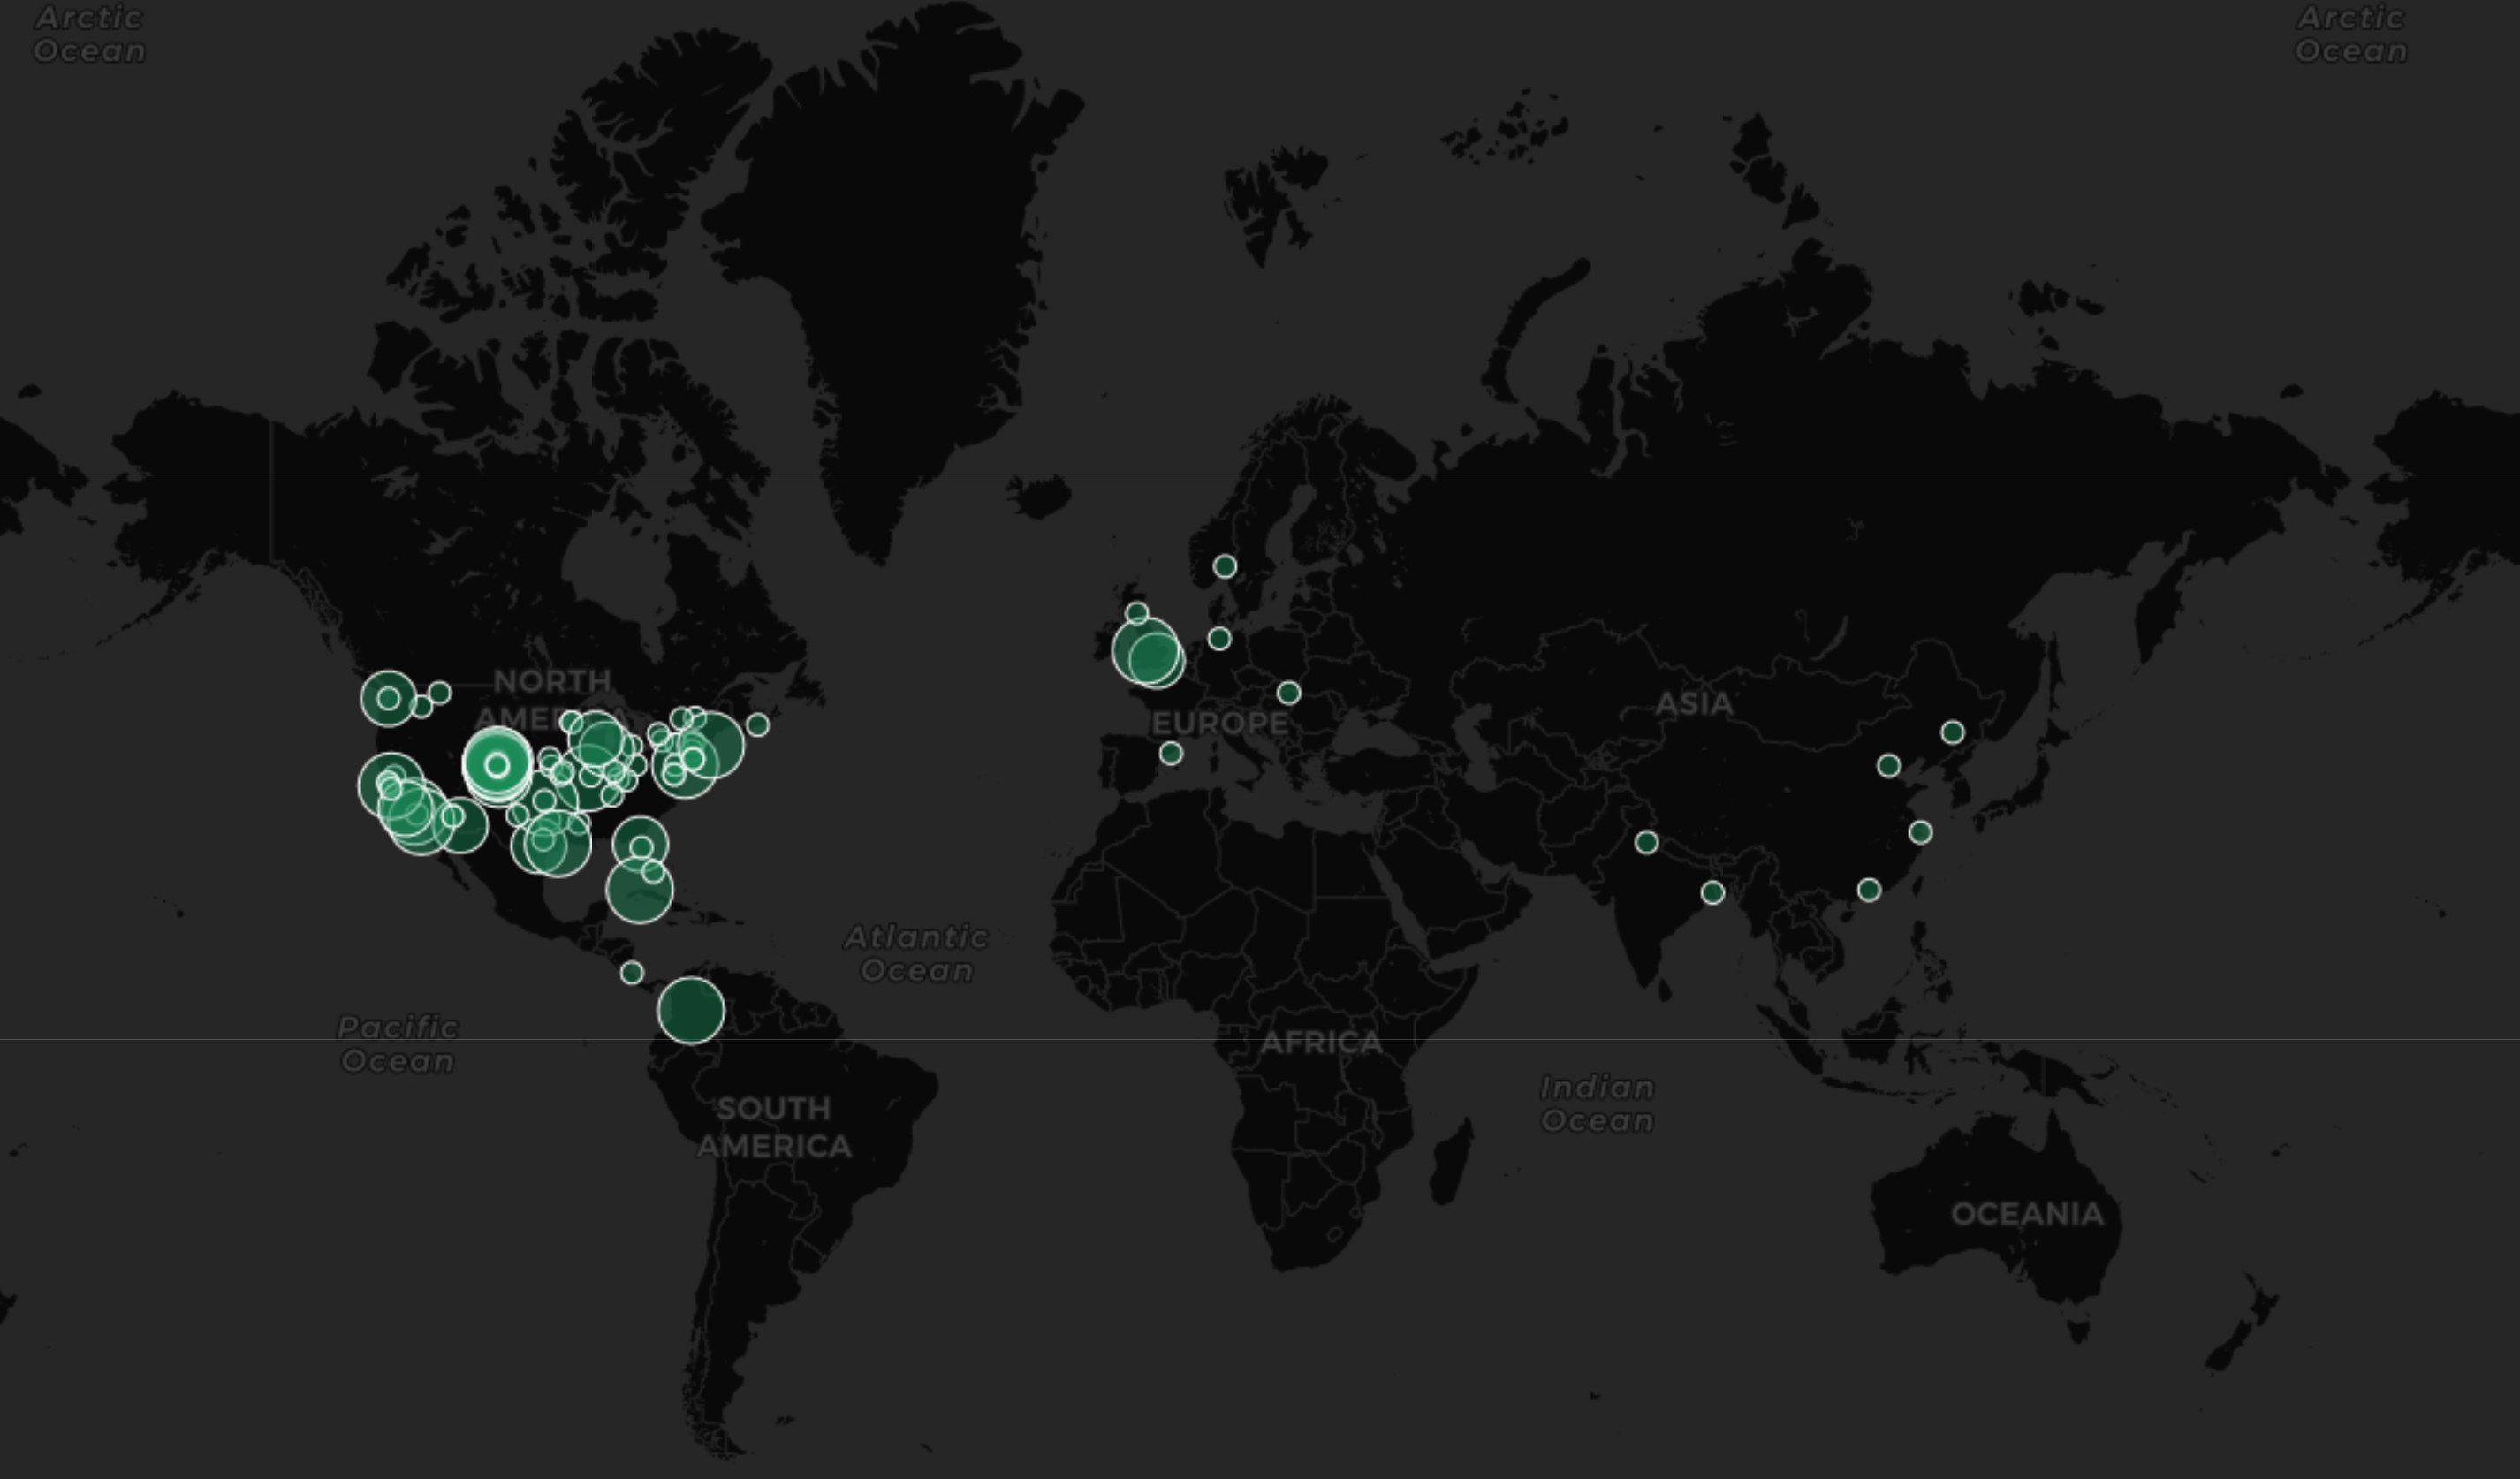 Arctic
Ocean
Arctic
Ocean
NORTH
AMERICA
EUROPE
ASIA
Atlantic
Ocean
Pacific
Ocean
AFRICA
Indian
Ocean
SOUTH
AMERICA
OCEANIA